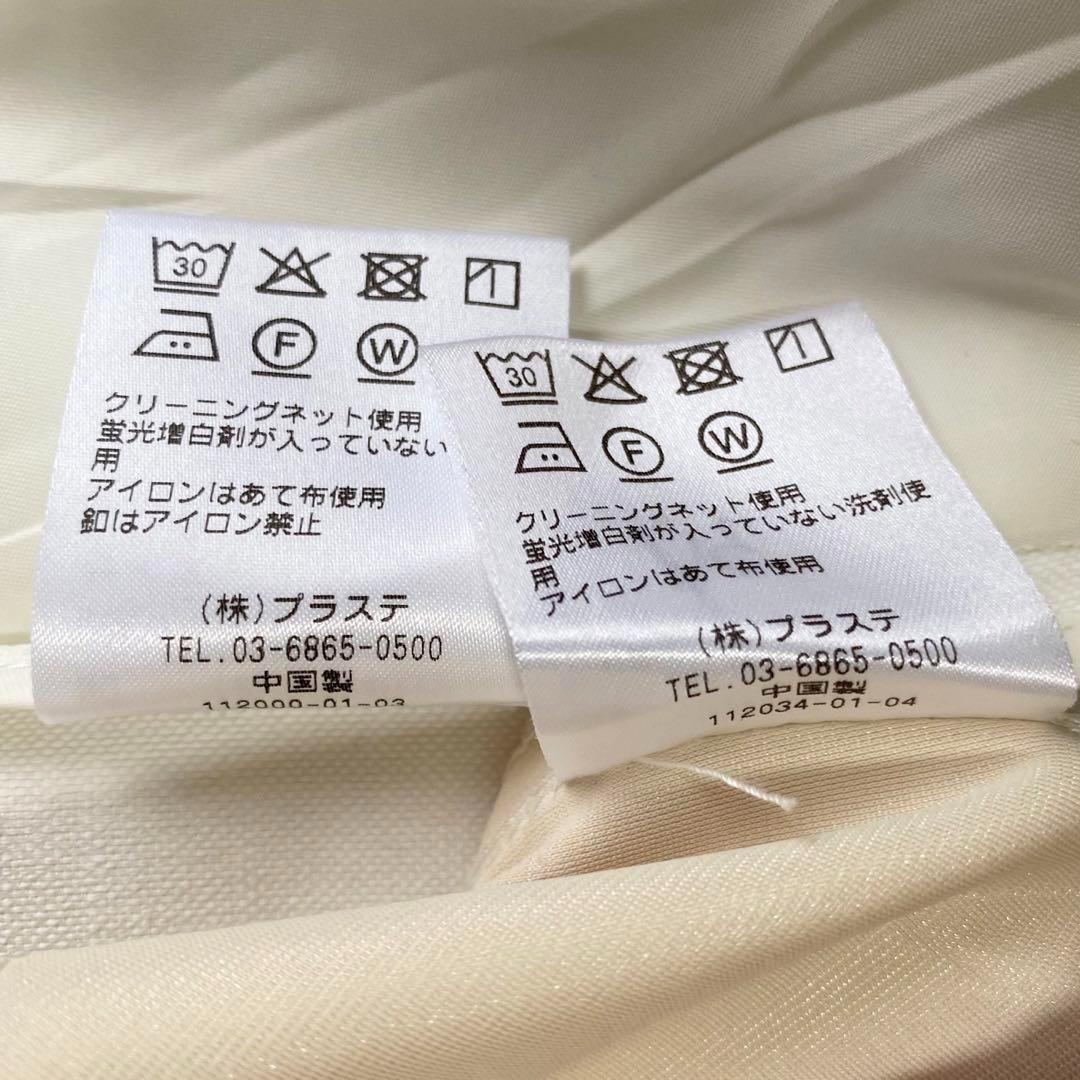 30
F W
クリーニングネット使用
蛍光増白剤が入っていない
用
アイロンはあて布使用
釦はアイロン禁止
(株)プラステ
TEL.03-6865-0500
中国製
30
F W
クリーニングネット使用
蛍光増白剤が入っていない洗剤使
用
アイロンはあて布使用
(株)プラステ
TEL.03-6865-0500
中国製
112034-01-04